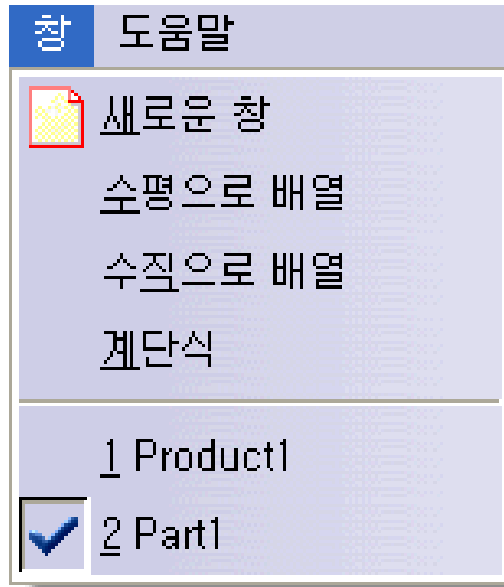 창 도움말
새로운 창
수평으로 배열
수직으로 배열
계단식
1 Product1
2 Part1